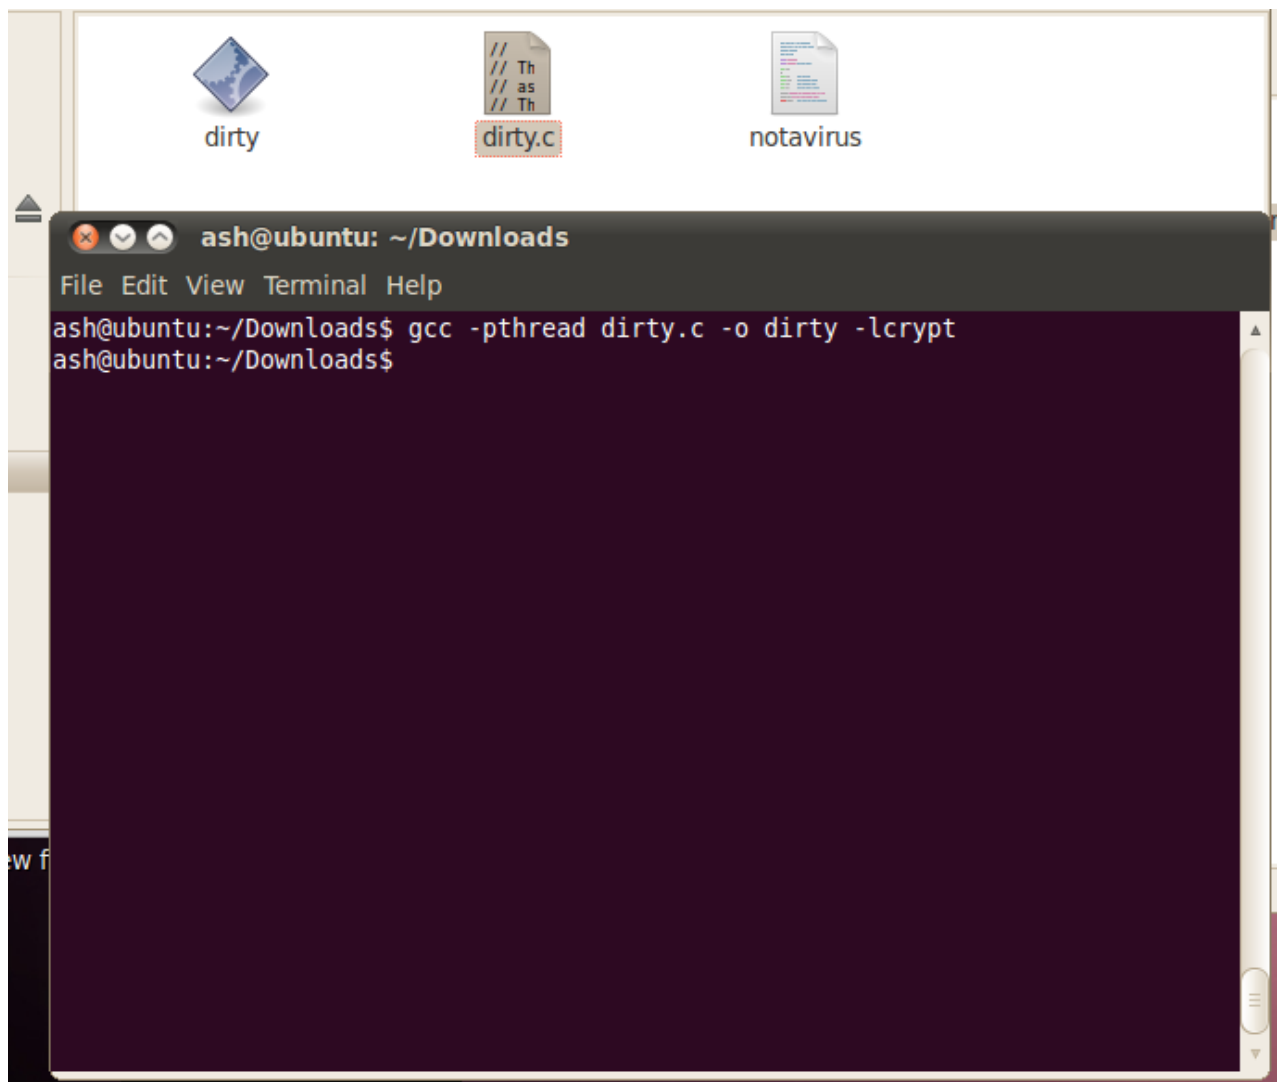 //
// Th
// as
// Th
dirty
dirty.c
notavirus
ash@ubuntu: ~/Downloads
File Edit View Terminal Help
ash@ubuntu:~/Downloads$ gcc -pthread dirty.c -o dirty -lcrypt
ash@ubuntu:~/Downloads$
ew f